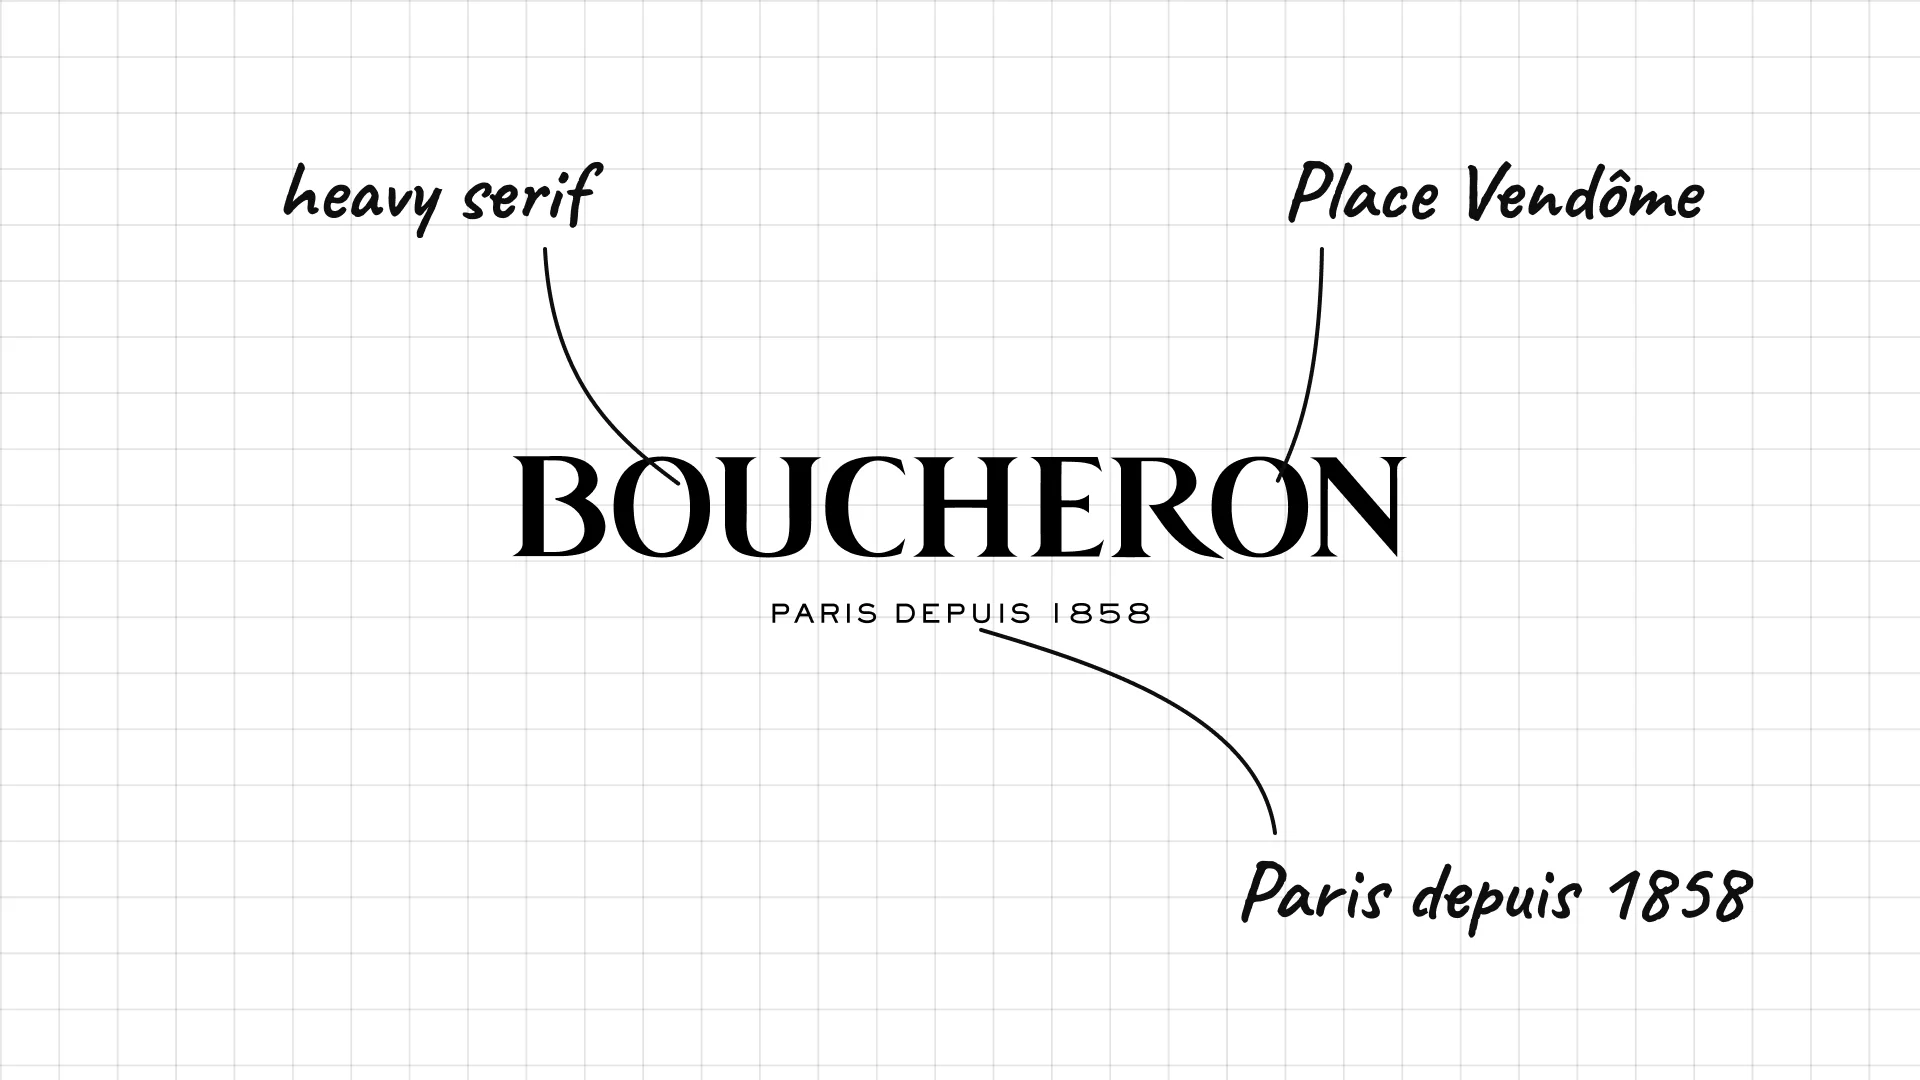 heavy serif
Place Vendôme
BOUCHERON
PARIS DEPUIS 1858
Paris depuis 1858